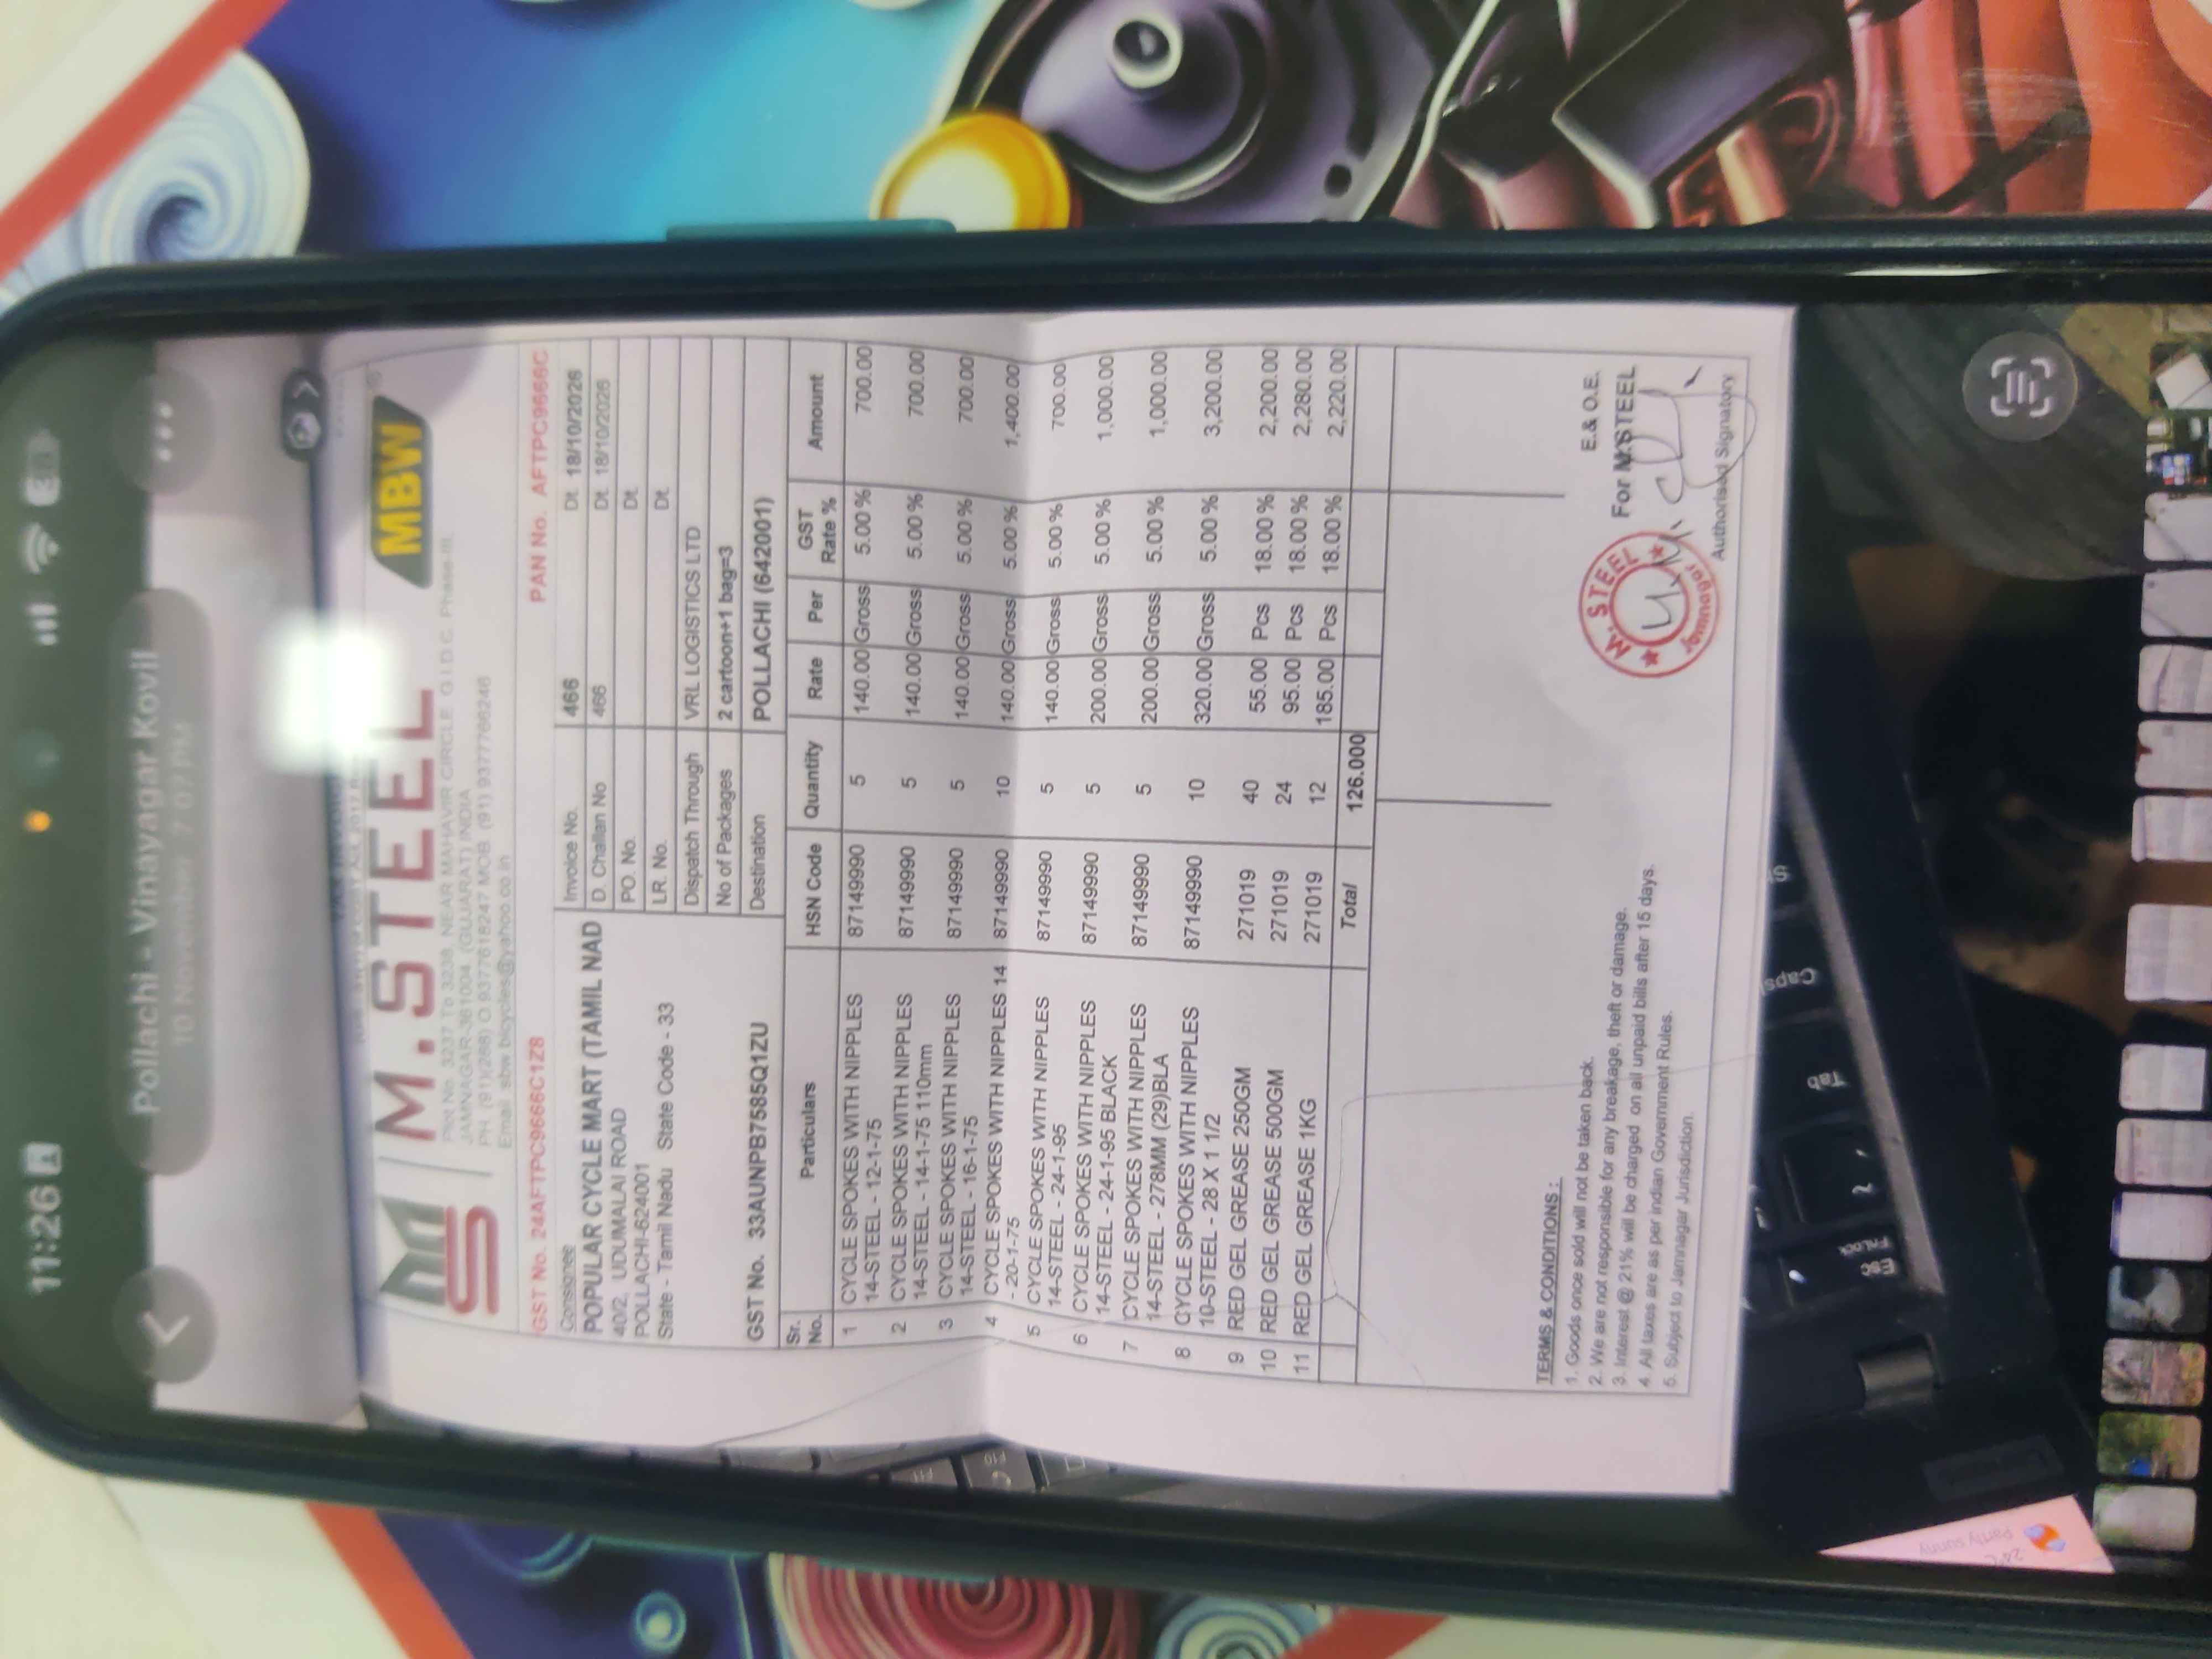 11:26
Pollachi - Vinayagar Kovil
10 November 7:07 PM
M.STEEL
MBW
Plot No. 3237 To 3238, NEAR MAHAVIR CIRCLE, G.I.D.C. Phase-III,
JAMNAGAR-361004. (GUJARAT) INDIA
PH. (91)(288) O.9377618247 MOB. (91) 9377766246
Email :sbw.bicycles@yahoo.co.in
GST No. 24AFTPC9666C1Z8 PAN No. AFTPC9666C
Consignee
POPULAR CYCLE MART (TAMIL NAD
40/2, UDUMALAI ROAD
POLLACHI-624001
State - Tamil Nadu State Code - 33
GST No. 33AUNPB7585Q1ZU
Invoice No. 466 Dt. 18/10/2026
D. Challan No 466 Dt. 18/10/2026
PO. No. Dt.
LR. No. Dt.
Dispatch Through VRL LOGISTICS LTD
No of Packages 2 cartoon+1 bag=3
Destination POLLACHI (642001)
Sr. No. Particulars HSN Code Quantity Rate Per GST Rate % Amount
1 CYCLE SPOKES WITH NIPPLES 87149990 5 140.00 Gross 5.00 % 700.00
14-STEEL - 12-1-75
2 CYCLE SPOKES WITH NIPPLES 87149990 5 140.00 Gross 5.00 % 700.00
14-STEEL - 14-1-75 110mm
3 CYCLE SPOKES WITH NIPPLES 87149990 5 140.00 Gross 5.00 % 700.00
14-STEEL - 16-1-75
4 CYCLE SPOKES WITH NIPPLES 14 87149990 10 140.00 Gross 5.00 % 1,400.00
- 20-1-75
5 CYCLE SPOKES WITH NIPPLES 87149990 5 140.00 Gross 5.00 % 700.00
14-STEEL - 24-1-95
6 CYCLE SPOKES WITH NIPPLES 87149990 5 200.00 Gross 5.00 % 1,000.00
14-STEEL - 24-1-95 BLACK
7 CYCLE SPOKES WITH NIPPLES 87149990 5 200.00 Gross 5.00 % 1,000.00
14-STEEL - 278MM (29)BLA
8 CYCLE SPOKES WITH NIPPLES 87149990 10 320.00 Gross 5.00 % 3,200.00
10-STEEL - 28 X 1 1/2
9 RED GEL GREASE 250GM 271019 40 55.00 Pcs 18.00 % 2,200.00
10 RED GEL GREASE 500GM 271019 24 95.00 Pcs 18.00 % 2,280.00
11 RED GEL GREASE 1KG 271019 12 185.00 Pcs 18.00 % 2,220.00
Total 126.000
TERMS & CONDITIONS :
1. Goods once sold will not be taken back.
2. We are not responsible for any breakage, theft or damage.
3. Interest @ 21% will be charged on all unpaid bills after 15 days.
4. All taxes are as per indian Government Rules.
5. Subject to Jamnagar Jurisdiction.
E.& O.E.
For M.STEEL
M. STEEL
Jamnagar
Authorised Signatory
Esc
FnLock
Tab
Caps